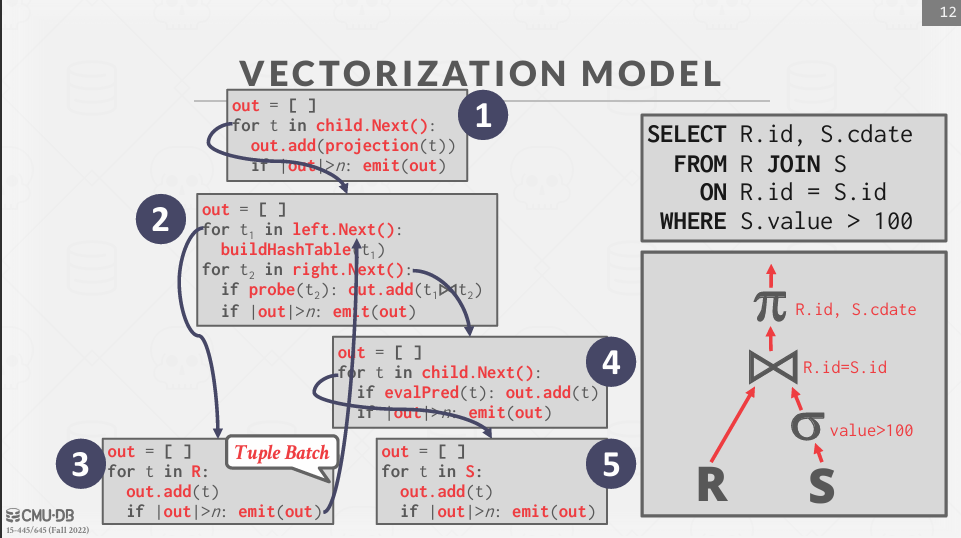 12
VECTORIZATION MODEL
out = [ ]
for t in child.Next():
out.add(projection(t))
if |out|>n: emit(out)
1
2
out = [ ]
for t₁ in left.Next():
buildHashTable(t₁)
for t₂ in right.Next():
if probe(t₂): out.add(t₁⋈t₂)
if |out|>n: emit(out)
out = [ ]
for t in child.Next():
if evalPred(t): out.add(t)
if |out|>n: emit(out)
4
3
out = [ ]
for t in R:
out.add(t)
if |out|>n: emit(out)
Tuple Batch
out = [ ]
for t in S:
out.add(t)
if |out|>n: emit(out)
5
SELECT R.id, S.cdate
FROM R JOIN S
ON R.id = S.id
WHERE S.value > 100
π R.id, S.cdate
⋈ R.id=S.id
σ value>100
R S
CMU·DB
15-445/645 (Fall 2022)